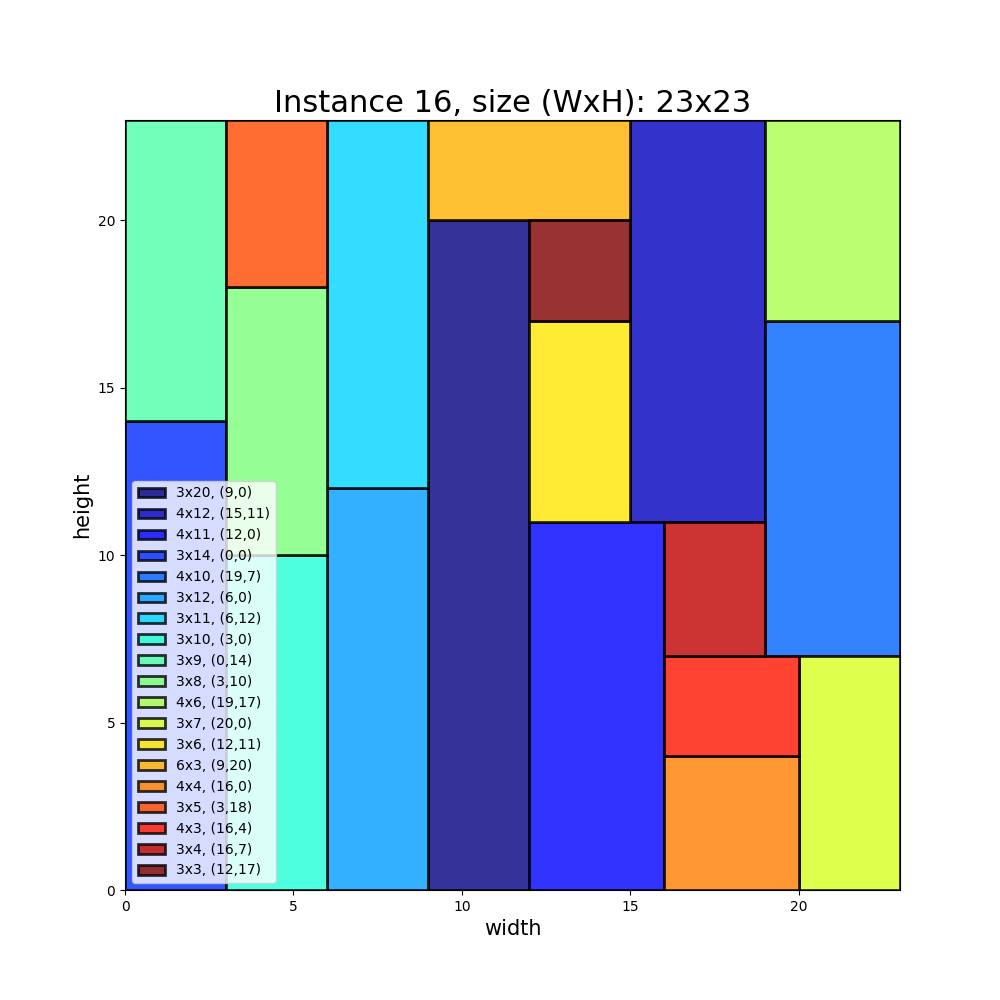 Instance 16, size (WxH): 23x23
height
20
15
10
5
0
3x20, (9,0)
4x12, (15,11)
4x11, (12,0)
3x14, (0,0)
4x10, (19,7)
3x12, (6,0)
3x11, (6,12)
3x10, (3,0)
3x9, (0,14)
3x8, (3,10)
4x6, (19,17)
3x7, (20,0)
3x6, (12,11)
6x3, (9,20)
4x4, (16,0)
3x5, (3,18)
4x3, (16,4)
3x4, (16,7)
3x3, (12,17)
0 5 10 15 20
width